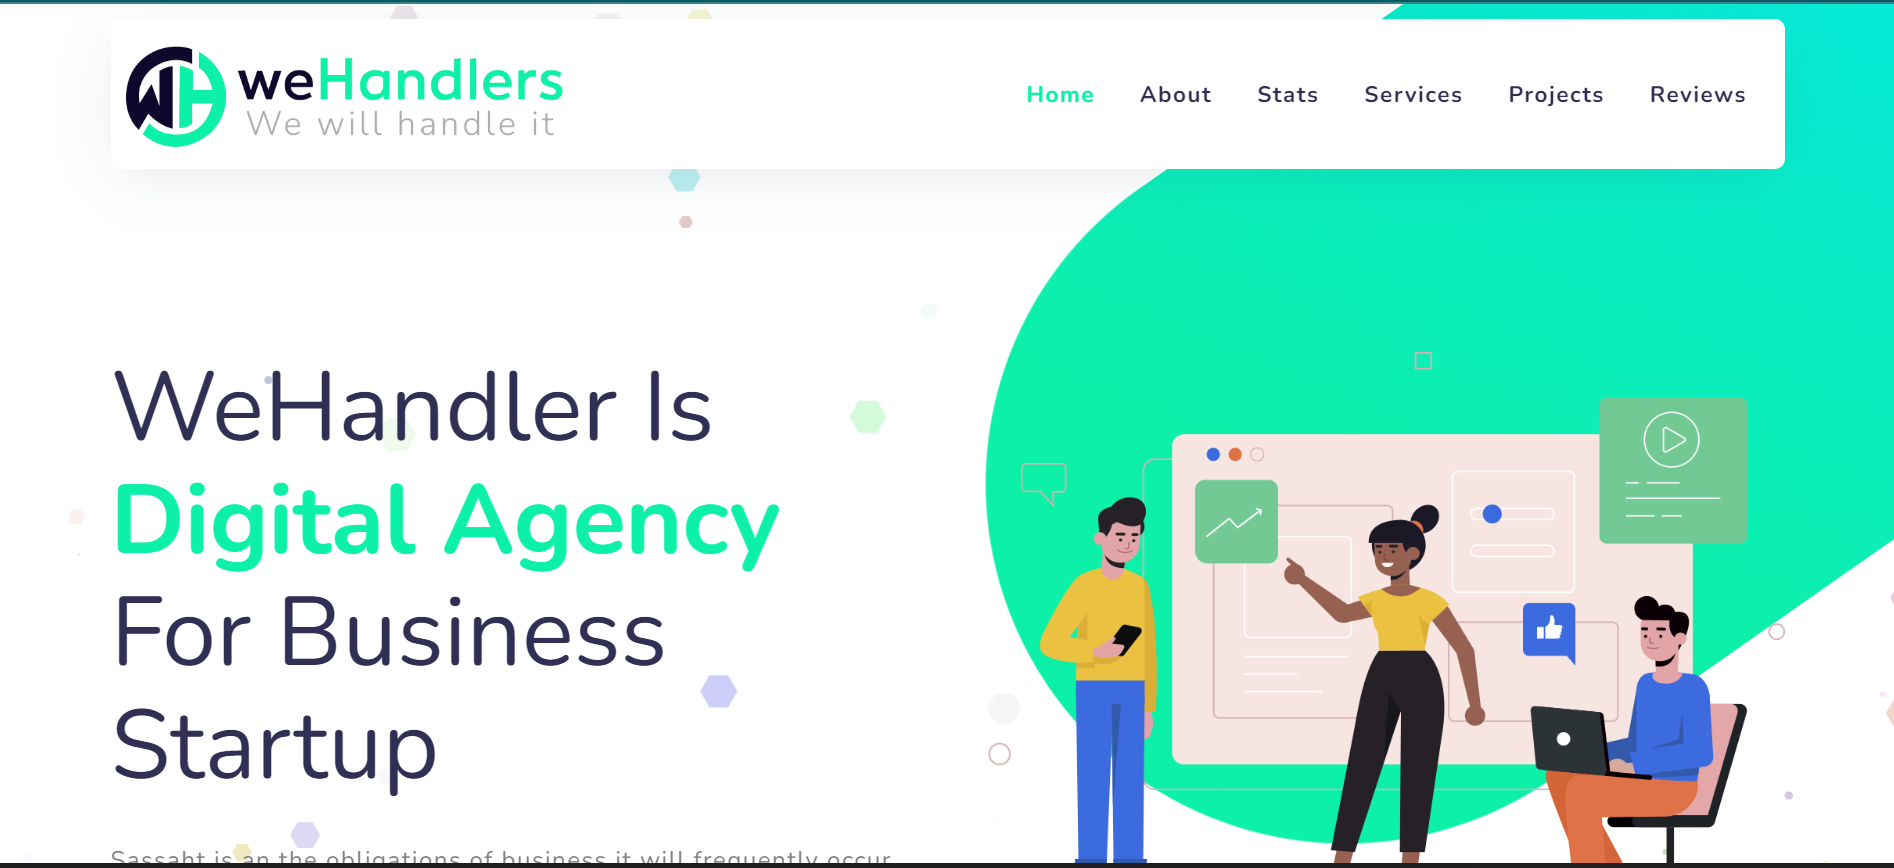 weHandlers
We will handle it
Home About Stats Services Projects Reviews
WeHandler Is
Digital Agency
For Business
Startup
Sassaht is an the obligations of business it will frequently occur